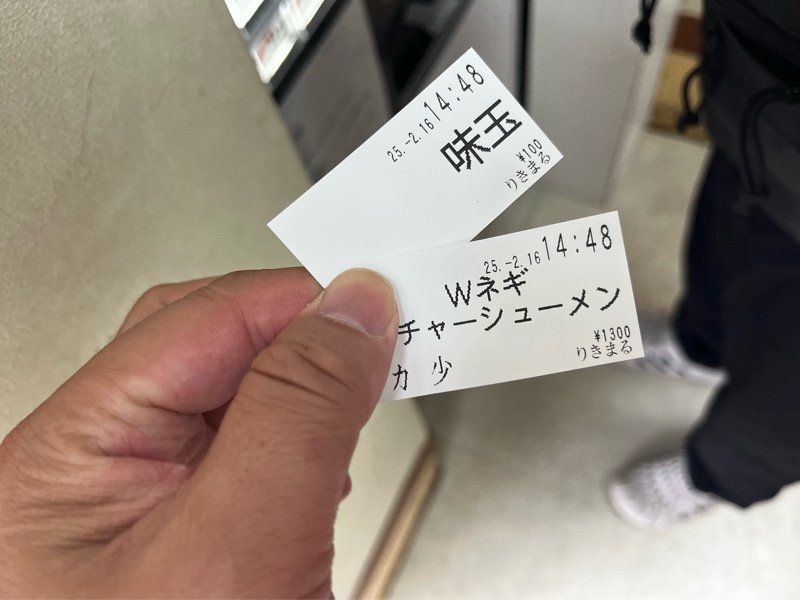 25.-2.16 14:48
味玉
¥100
りきまる
25.-2.16 14:48
Wネギ
チャーシューメン
¥1300
カ 少
りきまる